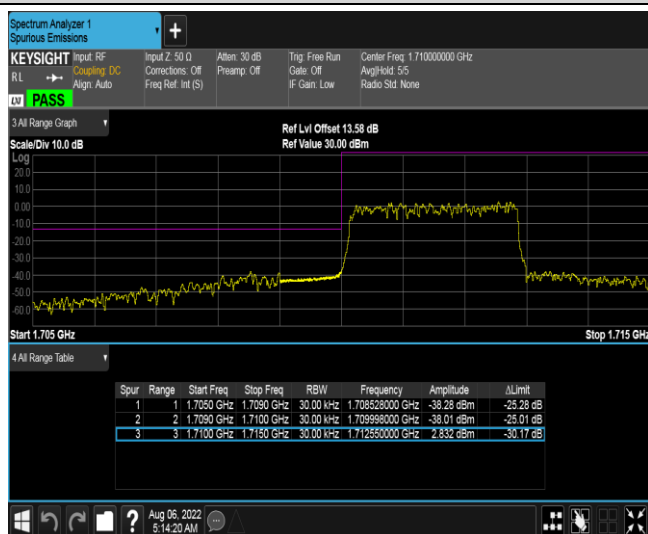 Spectrum Analyzer 1
Spurious Emissions
KEYSIGHT Input: RF Input Z: 50 Ω Atten: 30 dB Trig: Free Run Center Freq: 1.710000000 GHz
Coupling: DC Corrections: Off Preamp: Off Gate: Off Avg|Hold: 5/5
R L Align: Auto Freq Ref: Int (S) IF Gain: Low Radio Std: None
LXI PASS
3 All Range Graph
Ref Lvl Offset 13.58 dB
Scale/Div 10.0 dB Ref Value 30.00 dBm
Log
20.0
10.0
0.00
-10.0
-20.0
-30.0
-40.0
-50.0
-60.0
Start 1.705 GHz Stop 1.715 GHz
4 All Range Table
Spur Range Start Freq Stop Freq RBW Frequency Amplitude ΔLimit
1 1 1.7050 GHz 1.7090 GHz 30.00 kHz 1.708528000 GHz -38.28 dBm -25.28 dB
2 2 1.7090 GHz 1.7100 GHz 30.00 kHz 1.709998000 GHz -38.01 dBm -25.01 dB
3 3 1.7100 GHz 1.7150 GHz 30.00 kHz 1.712550000 GHz 2.832 dBm -30.17 dB
? Aug 06, 2022
5:14:20 AM